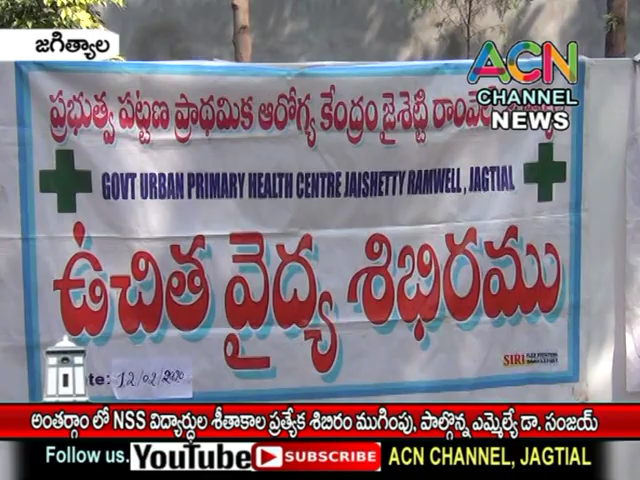 జగిత్యాల
ACN
CHANNEL
NEWS
ప్రభుత్వ పట్టణ ప్రాథమిక ఆరోగ్య కేంద్రం జైశెట్టి
GOVT URBAN PRIMARY HEALTH CENTRE JAISHETTY RAMWELL, JAGTIAL
ఉచిత వైద్య శిబిరము
te: 12/02/2020
SIRI
అంతర్గాం లో NSS విద్యార్థుల శీతాకాల ప్రత్యేక శిబిరం ముగింపు, పాల్గొన్న ఎమ్మెల్యే డా. సంజయ్
Follow us. YouTube SUBSCRIBE ACN CHANNEL, JAGTIAL